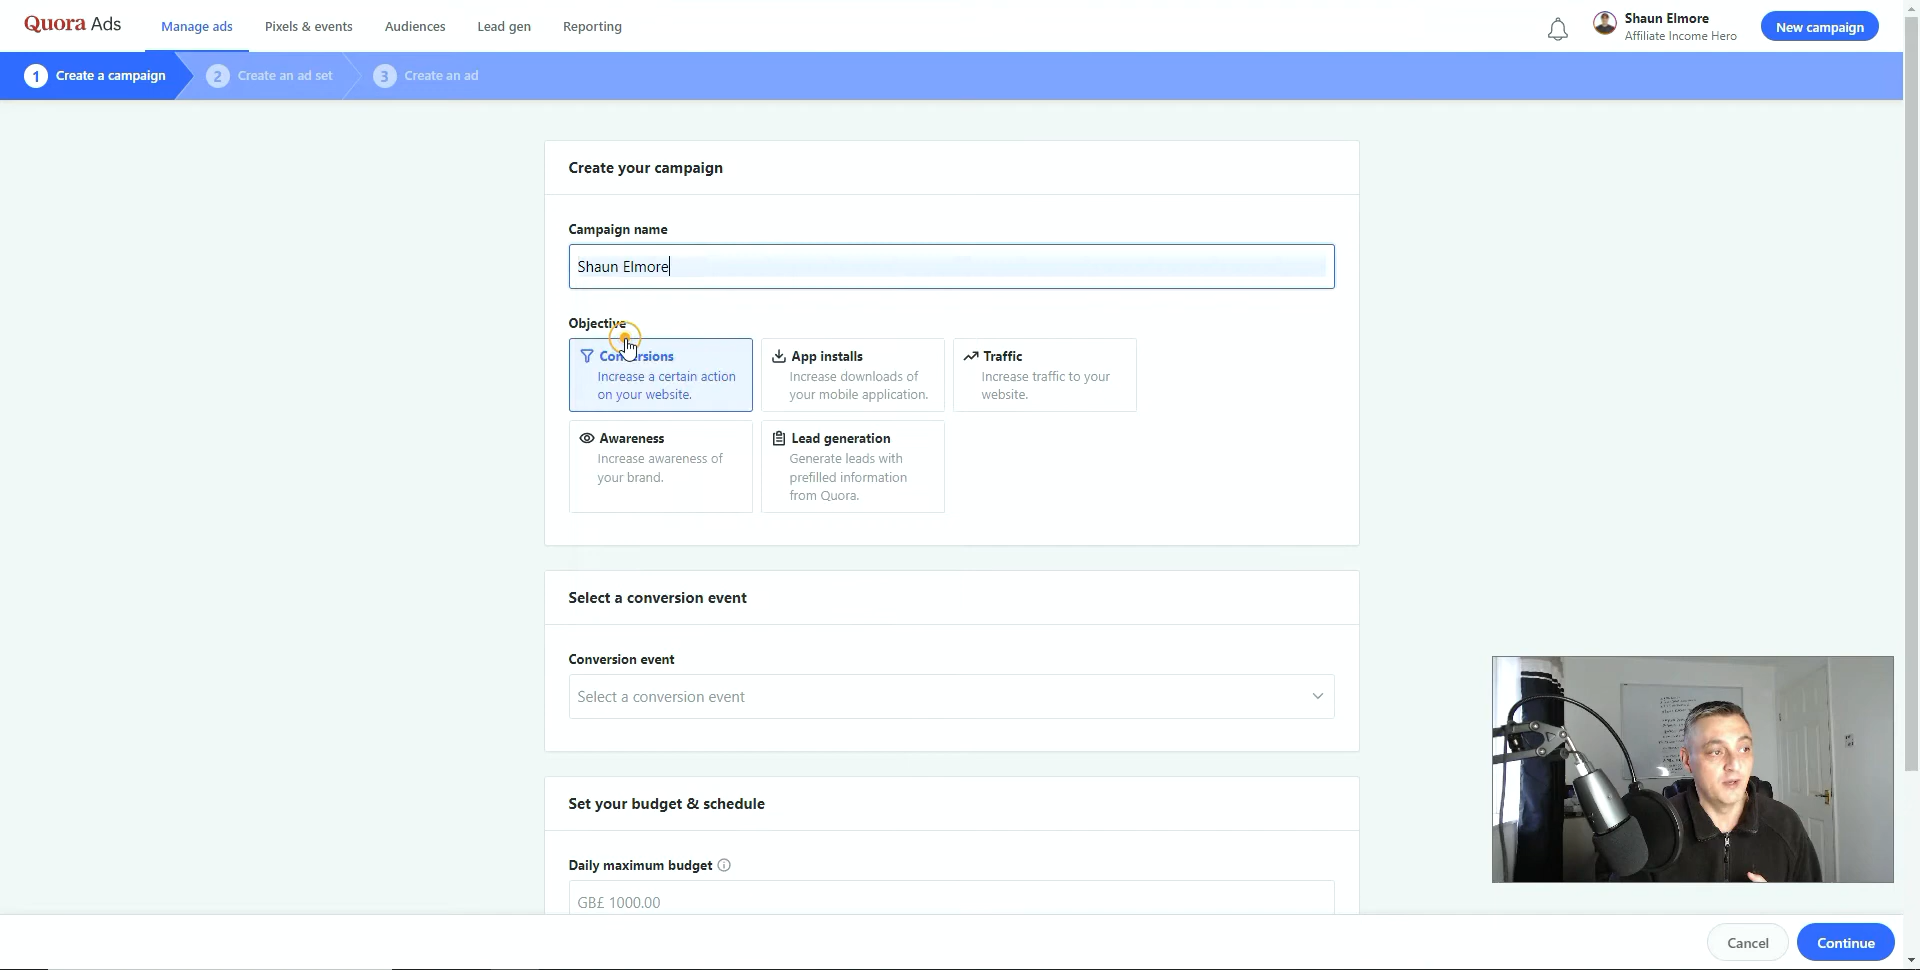 Quora Ads
Manage ads
Pixels & events
Audiences
Lead gen
Reporting
Shaun Elmore
Affiliate Income Hero
New campaign
1 Create a campaign
2 Create an ad set
3 Create an ad
Create your campaign
Campaign name
Shaun Elmore
Objective
Conversions
Increase a certain action
on your website.
App installs
Increase downloads of
your mobile application.
Traffic
Increase traffic to your
website.
Awareness
Increase awareness of
your brand.
Lead generation
Generate leads with
prefilled information
from Quora.
Select a conversion event
Conversion event
Select a conversion event
Set your budget & schedule
Daily maximum budget
GB£ 1000.00
Cancel
Continue